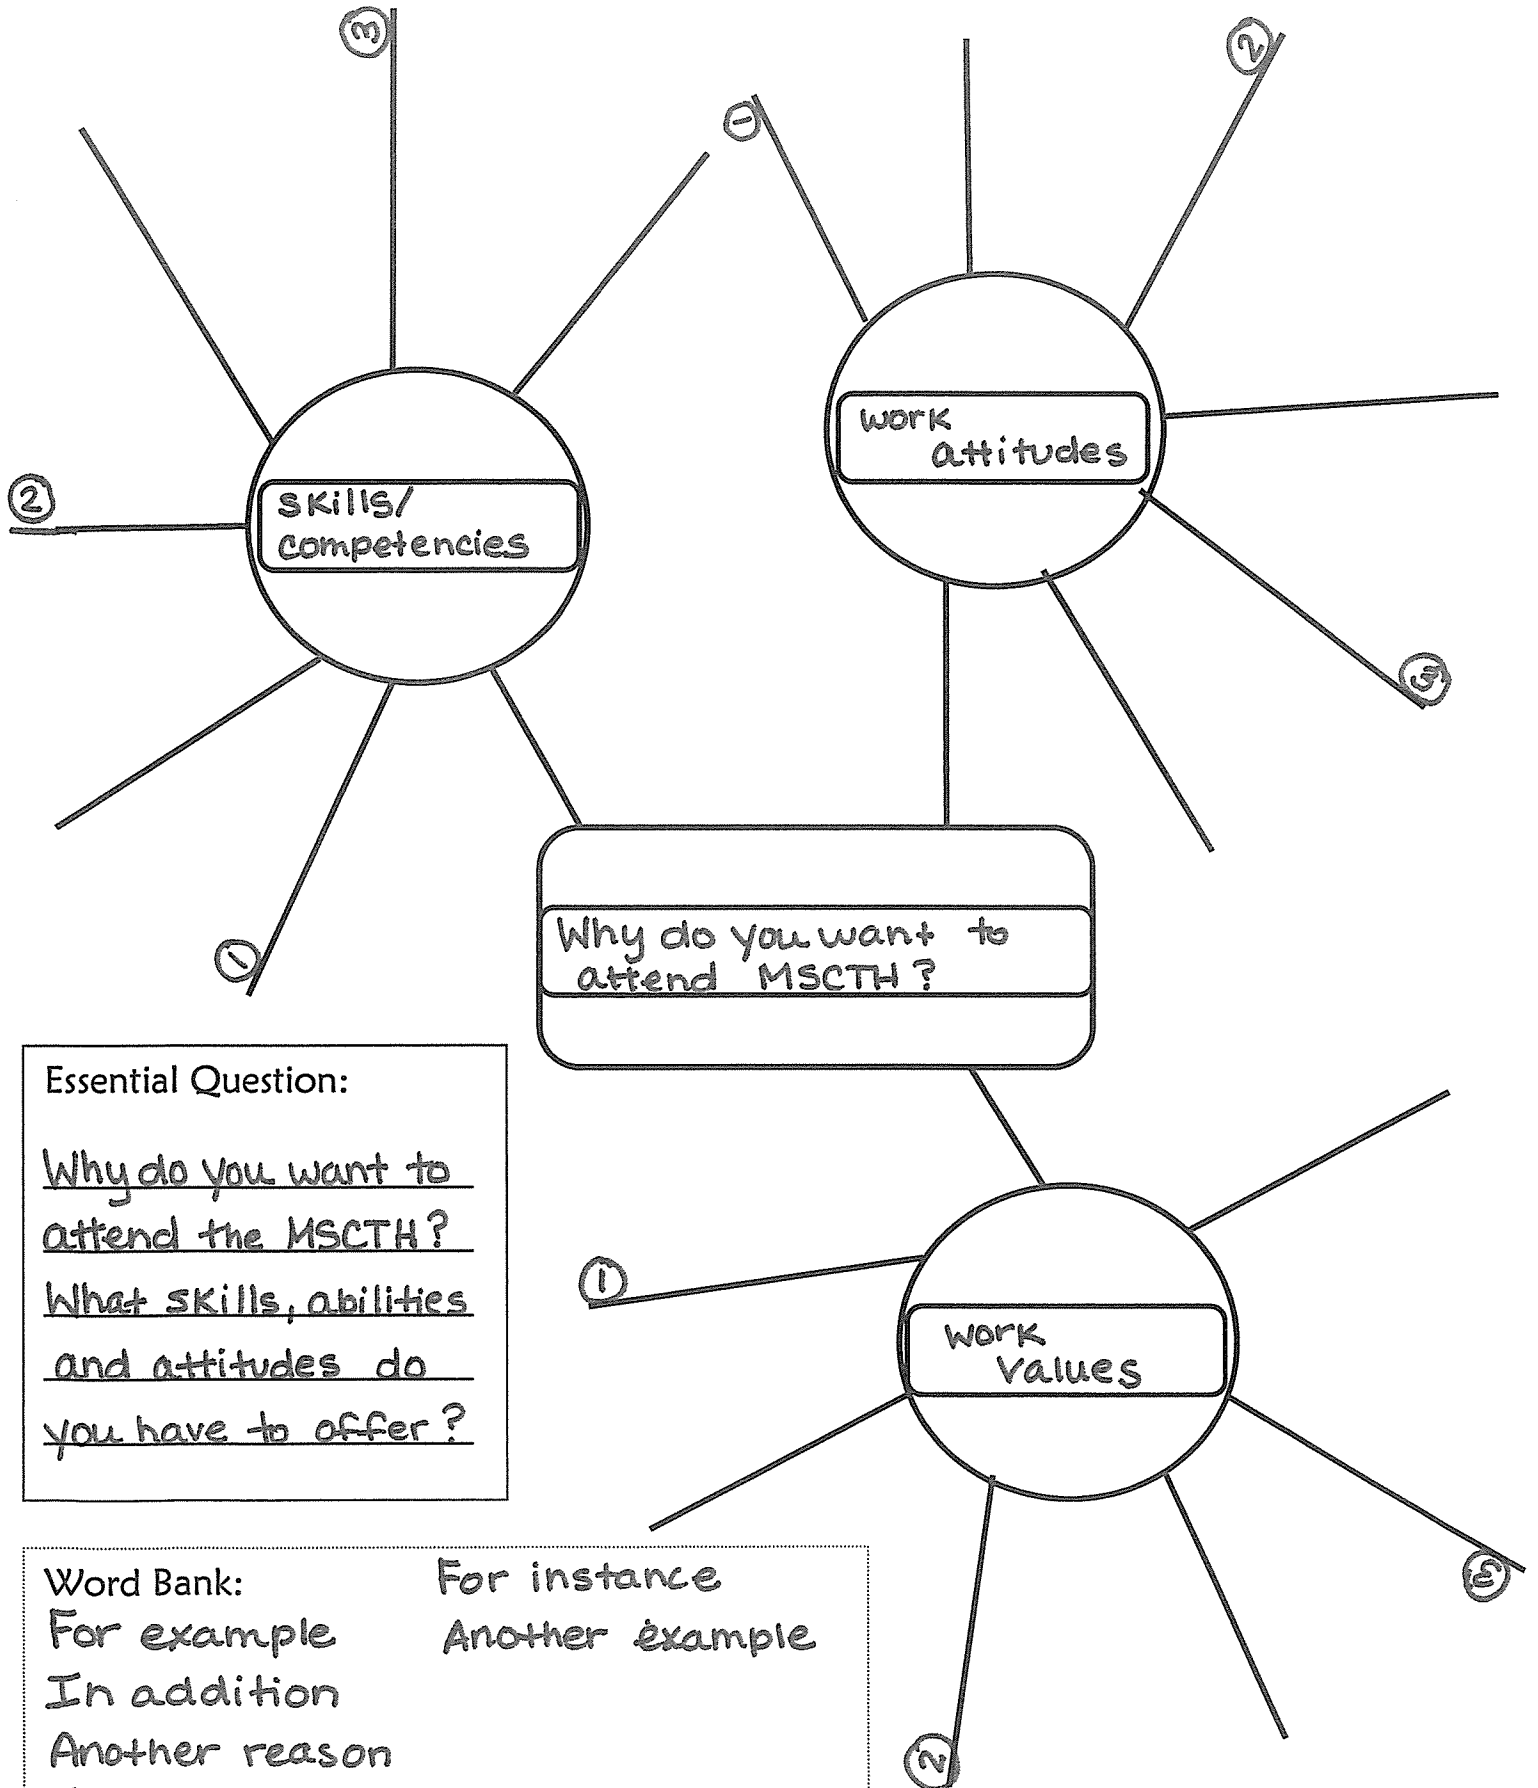 3
2
1
work
attitudes
2
skills/
competencies
3
1
Why do you want to
attend MSCTH?
Essential Question:
Why do you want to
attend the MSCTH?
What skills, abilities
and attitudes do
you have to offer?
1
work
values
3
2
Word Bank:
For instance
For example
Another example
In addition
Another reason